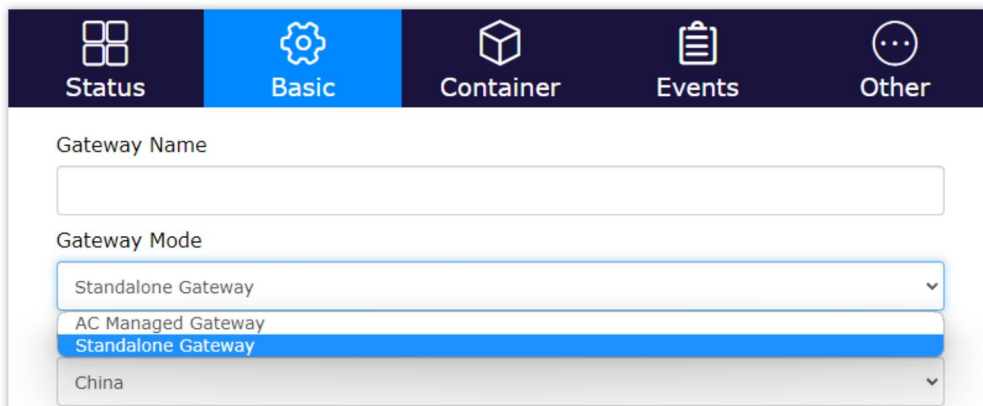 Status Basic Container Events Other
Gateway Name
Gateway Mode
Standalone Gateway
AC Managed Gateway
Standalone Gateway
China